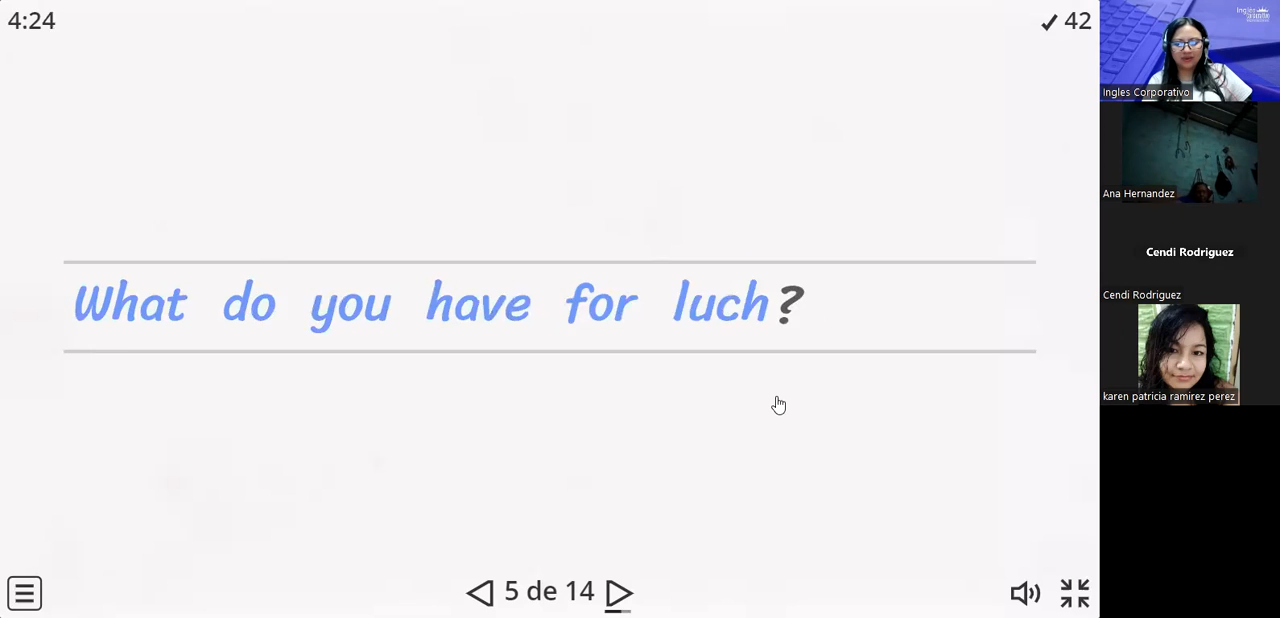 4:24
42
What do you have for luch?
5 de 14
Ingles Corporativo
Ana Hernandez
Cendi Rodriguez
Cendi Rodriguez
karen patricia ramirez perez